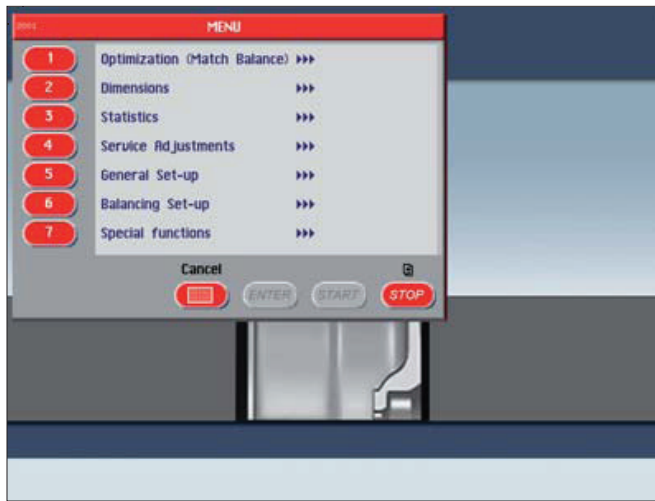 2001 MENU
1 Optimization (Match Balance) >>>
2 Dimensions >>>
3 Statistics >>>
4 Service Adjustments >>>
5 General Set-up >>>
6 Balancing Set-up >>>
7 Special functions >>>
Cancel
ENTER START STOP